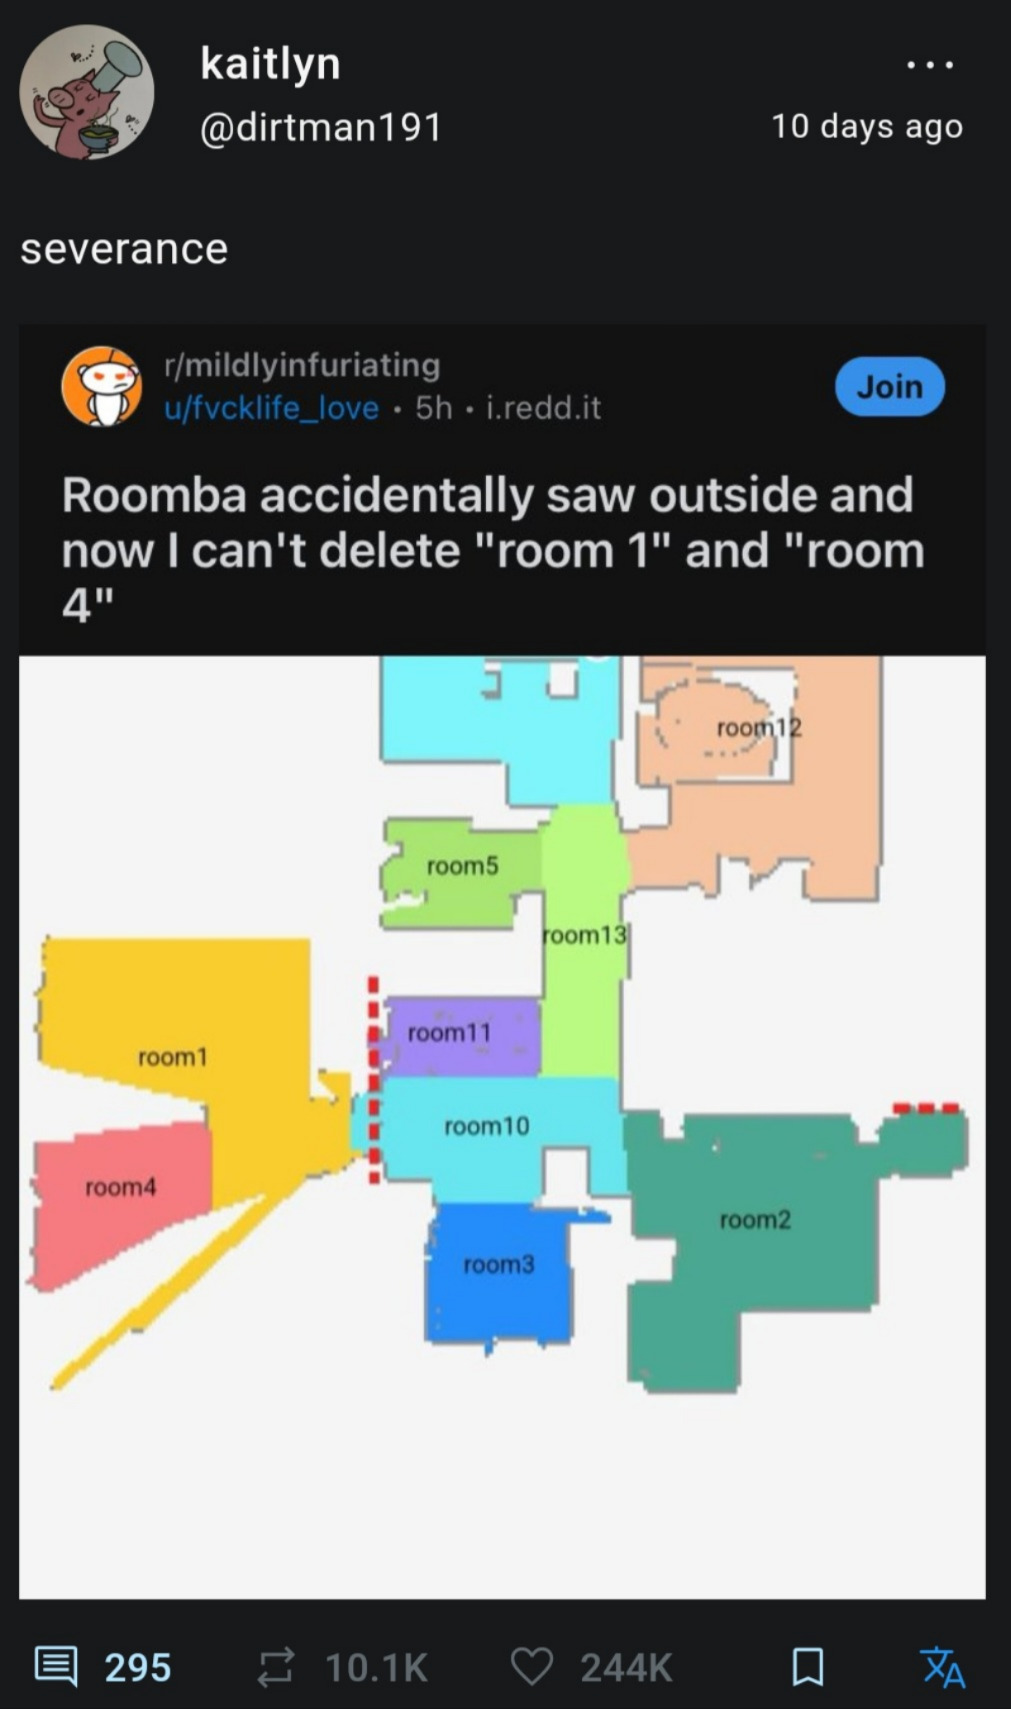 kaitlyn
...
@dirtman191
10 days ago
severance
r/mildlyinfuriating
u/fvcklife_love • 5h • i.redd.it
Join
Roomba accidentally saw outside and
now I can't delete "room 1" and "room
4"
room12
room5
room13
room11
room1
room10
room4
room2
room3
295
10.1K
244K
文A